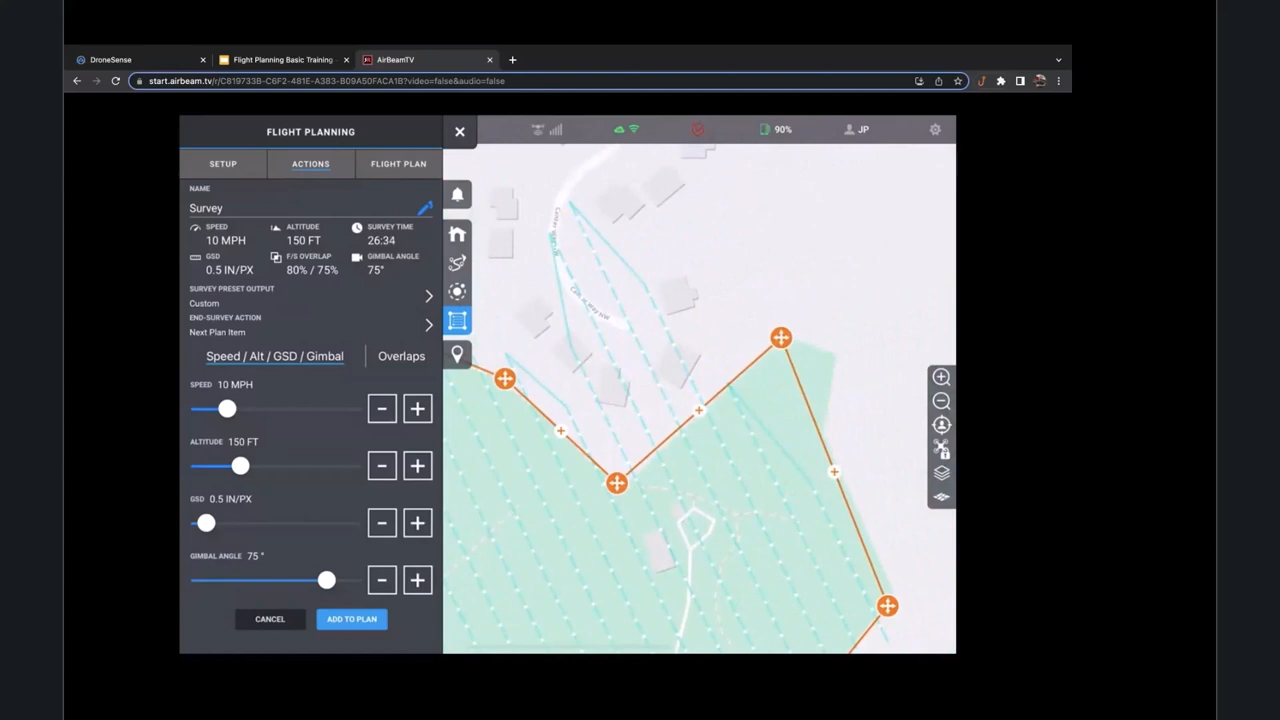 DroneSense
Flight Planning Basic Training
AirBeamTV
start.airbeam.tv/r/C819733B-C6F2-481E-A383-B09A50FACA1B?video=false&audio=false
FLIGHT PLANNING
90%
JP
SETUP
ACTIONS
FLIGHT PLAN
NAME
Survey
SPEED
ALTITUDE
SURVEY TIME
10 MPH
150 FT
26:34
GSD
F/S OVERLAP
GIMBAL ANGLE
0.5 IN/PX
80% / 75%
75°
SURVEY PRESET OUTPUT
Custom
END-SURVEY ACTION
Next Plan Item
Speed / Alt / GSD / Gimbal
Overlaps
SPEED 10 MPH
ALTITUDE 150 FT
GSD 0.5 IN/PX
GIMBAL ANGLE 75 °
CANCEL
ADD TO PLAN